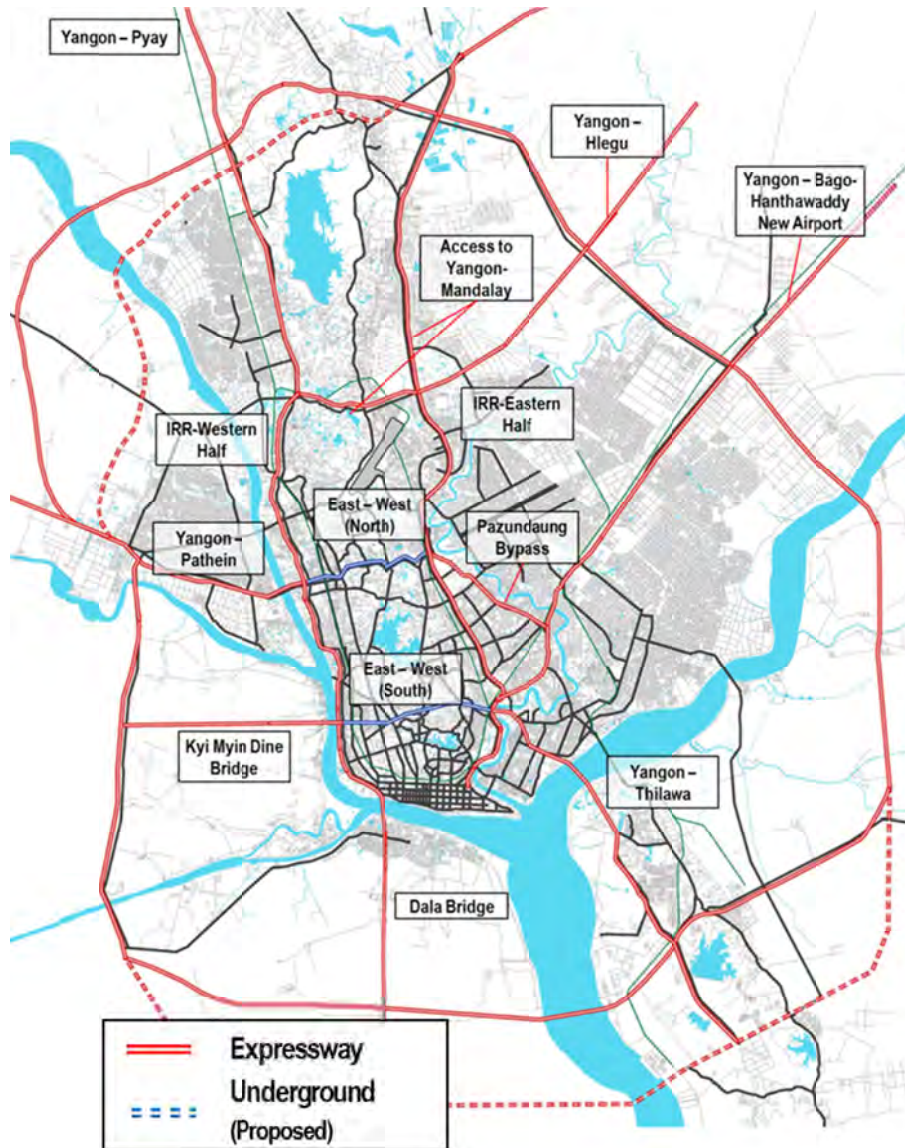 Yangon – Pyay
Yangon –
Hlegu
Yangon – Bago-
Hanthawaddy
New Airport
Access to
Yangon-
Mandalay
IRR-Western
Half
IRR-Eastern
Half
East – West
(North)
Yangon –
Pathein
Pazundaung
Bypass
East – West
(South)
Kyi Myin Dine
Bridge
Yangon –
Thilawa
Dala Bridge
Expressway
Underground
(Proposed)